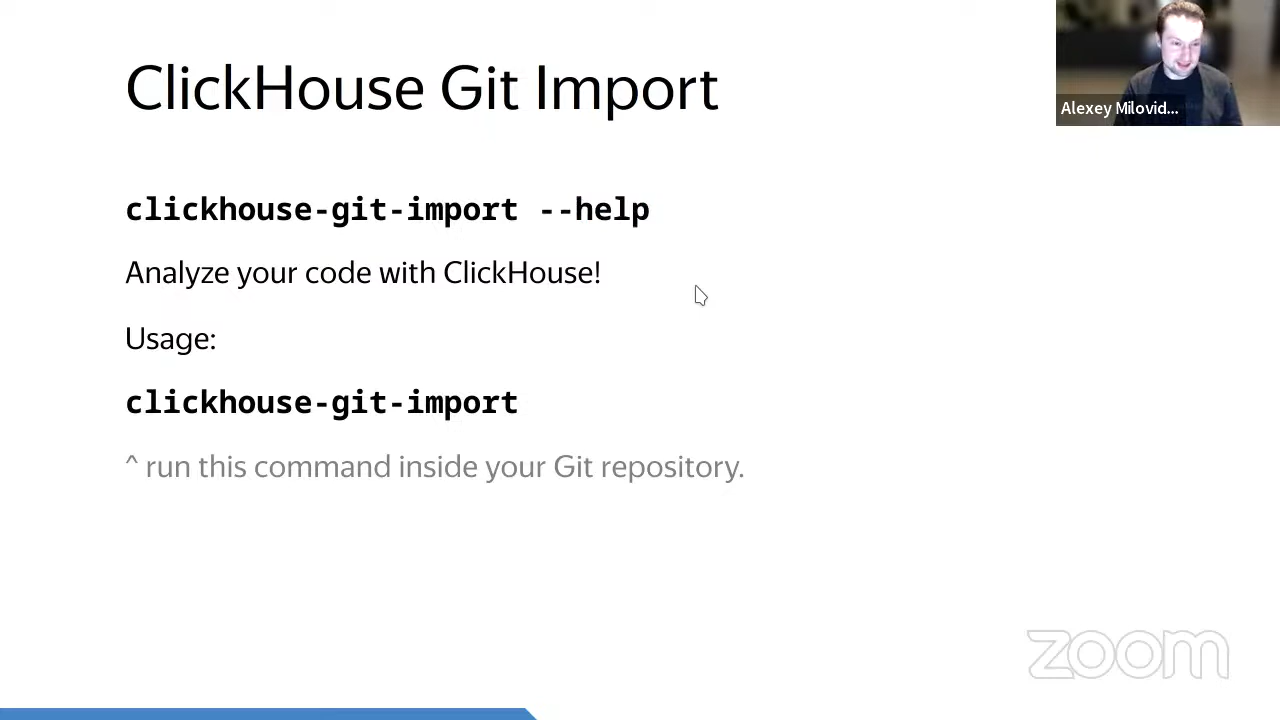 ClickHouse Git Import
Alexey Milovid...
clickhouse-git-import --help
Analyze your code with ClickHouse!
Usage:
clickhouse-git-import
^ run this command inside your Git repository.
zoom